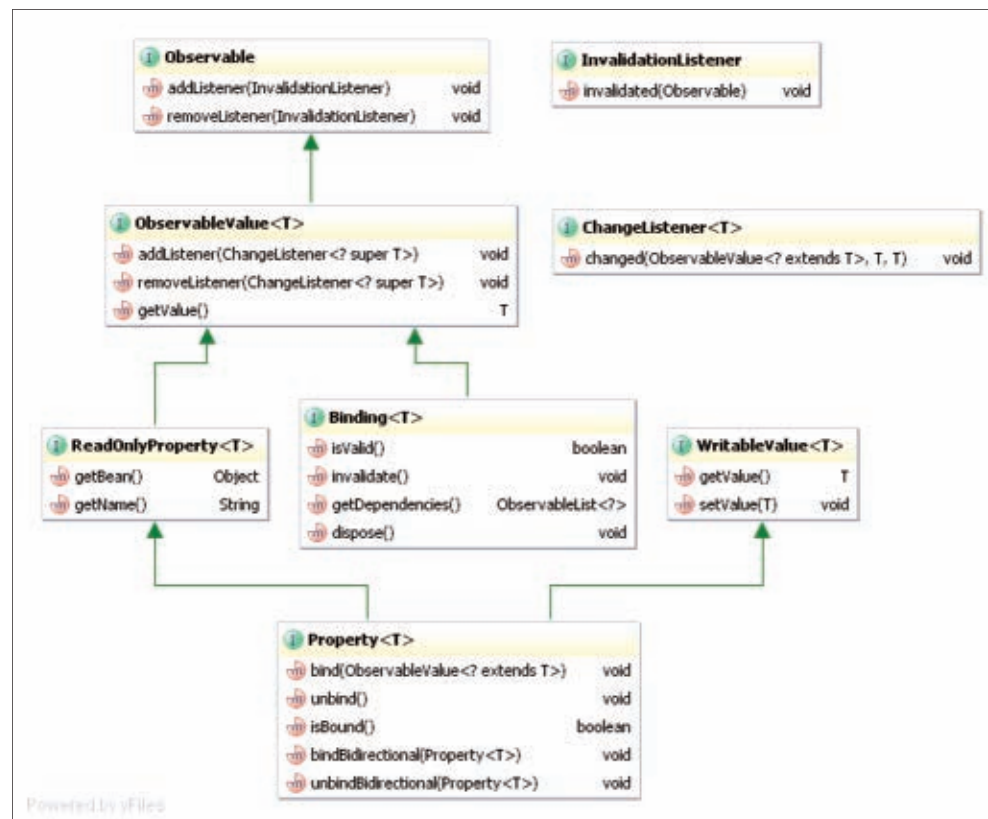 Observable
addListener(InvalidationListener) void
removeListener(InvalidationListener) void
InvalidationListener
invalidated(Observable) void
ObservableValue<T>
addListener(ChangeListener<? super T>) void
removeListener(ChangeListener<? super T>) void
getValue() T
ChangeListener<T>
changed(ObservableValue<? extends T>, T, T) void
ReadOnlyProperty<T>
getBean() Object
getName() String
Binding<T>
isValid() boolean
invalidate() void
getDependencies() ObservableList<?>
dispose() void
WritableValue<T>
getValue() T
setValue(T) void
Property<T>
bind(ObservableValue<? extends T>) void
unbind() void
isBound() boolean
bindBidirectional(Property<T>) void
unbindBidirectional(Property<T>) void
Powered by yFiles